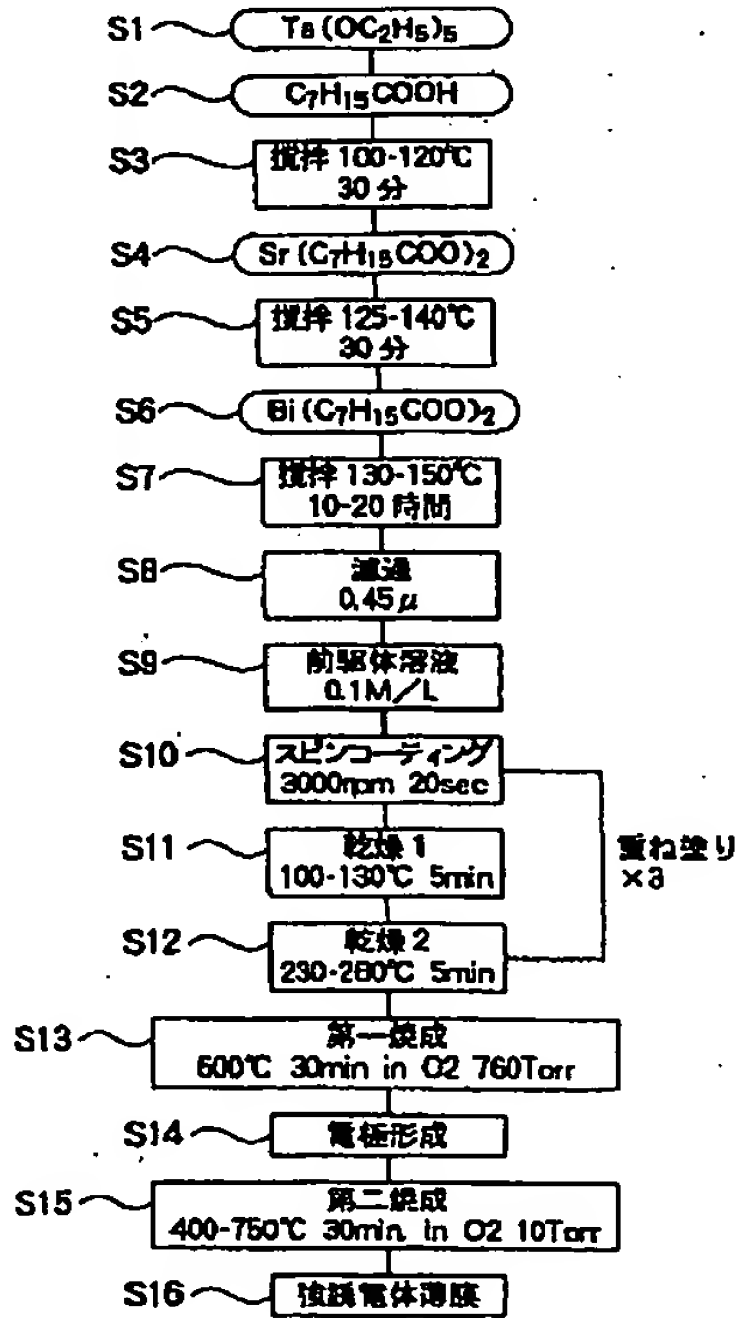 S1 Ta(OC2H5)5
S2 C7H15COOH
S3 攪拌 100-120℃
30分
S4 Sr(C7H15COO)2
S5 攪拌 125-140℃
30分
S6 Bi(C7H15COO)2
S7 攪拌 130-150℃
10-20 時間
S8 濾過
0.45μ
S9 前駆体溶液
0.1M/L
S10 スピンコーティング
3000rpm 20sec
S11 乾燥1
100-130℃ 5min
重ね塗り
×3
S12 乾燥2
230-280℃ 5min
S13 第一焼成
600℃ 30min in O2 760Torr
S14 電極形成
S15 第二焼成
400-750℃ 30min. in O2 10Torr
S16 強誘電体薄膜